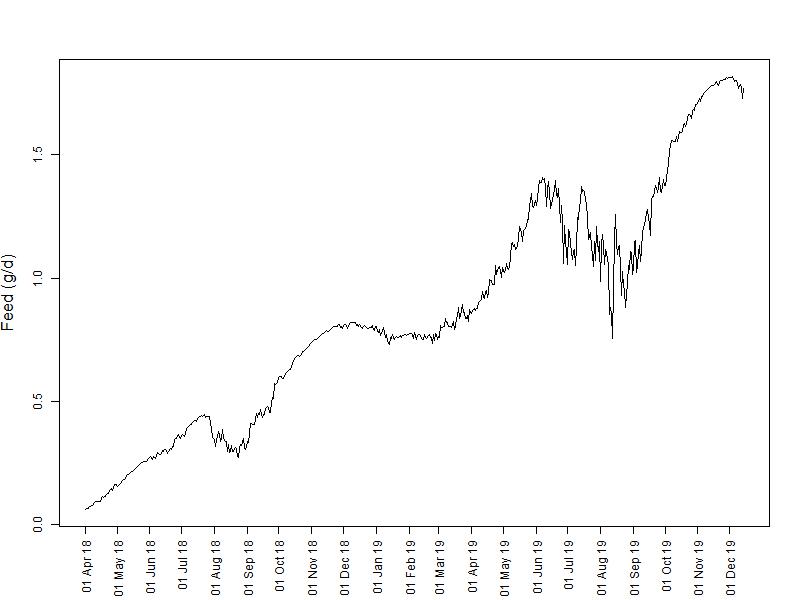 Feed (g/d)
1.5
1.0
0.5
0.0
01 Apr 18
01 May 18
01 Jun 18
01 Jul 18
01 Aug 18
01 Sep 18
01 Oct 18
01 Nov 18
01 Dec 18
01 Jan 19
01 Feb 19
01 Mar 19
01 Apr 19
01 May 19
01 Jun 19
01 Jul 19
01 Aug 19
01 Sep 19
01 Oct 19
01 Nov 19
01 Dec 19